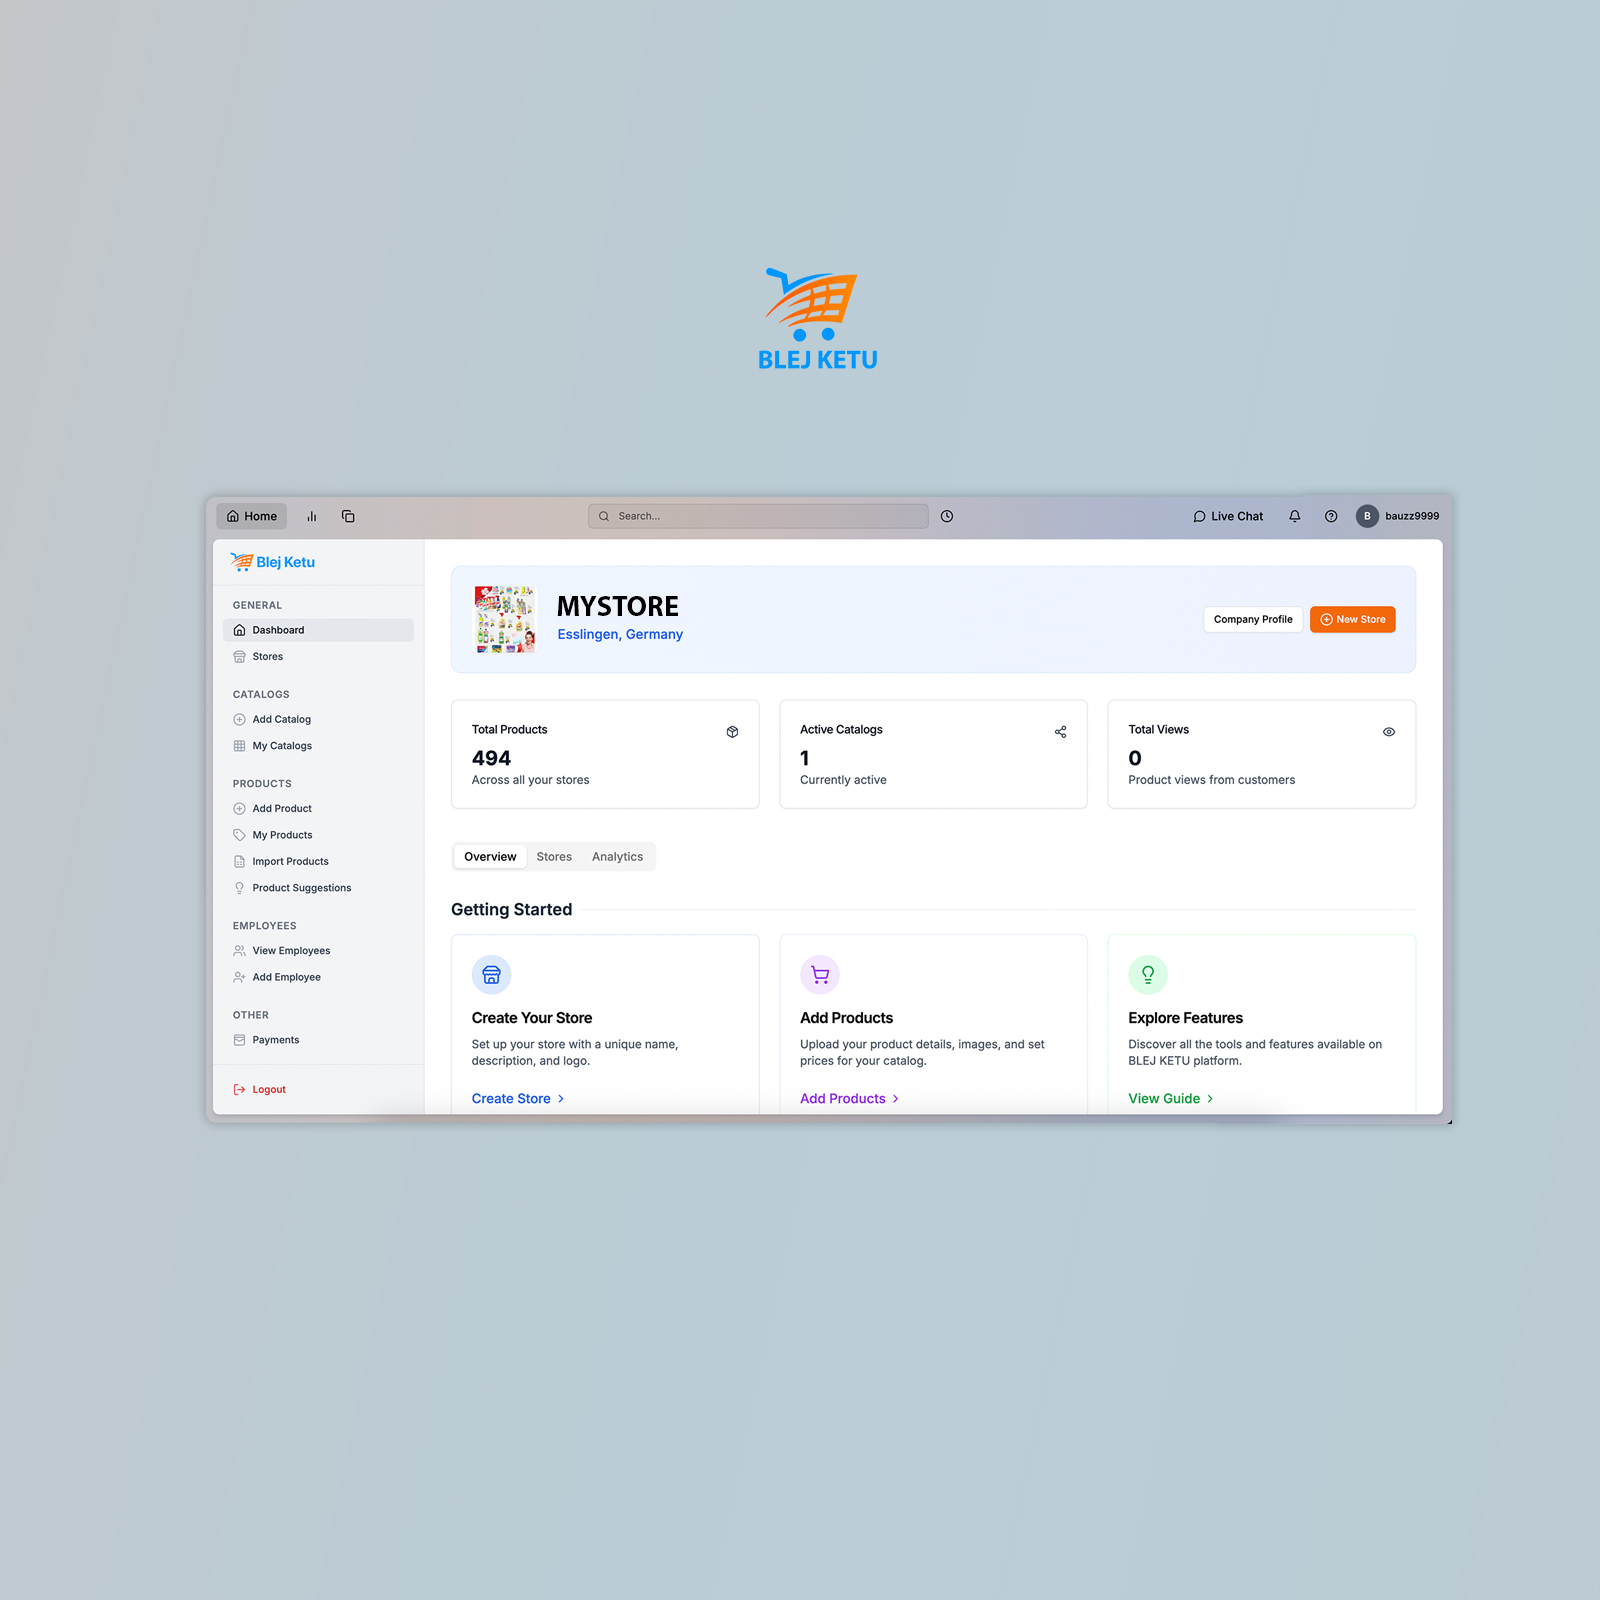 BLEJ KETU
Home
Search...
Live Chat
B
bauzz9999
Blej Ketu
GENERAL
Dashboard
Stores
CATALOGS
Add Catalog
My Catalogs
PRODUCTS
Add Product
My Products
Import Products
Product Suggestions
EMPLOYEES
View Employees
Add Employee
OTHER
Payments
Logout
MYSTORE
Esslingen, Germany
Company Profile
New Store
Total Products
494
Across all your stores
Active Catalogs
1
Currently active
Total Views
0
Product views from customers
Overview
Stores
Analytics
Getting Started
Create Your Store
Set up your store with a unique name,
description, and logo.
Create Store
Add Products
Upload your product details, images, and set
prices for your catalog.
Add Products
Explore Features
Discover all the tools and features available on
BLEJ KETU platform.
View Guide